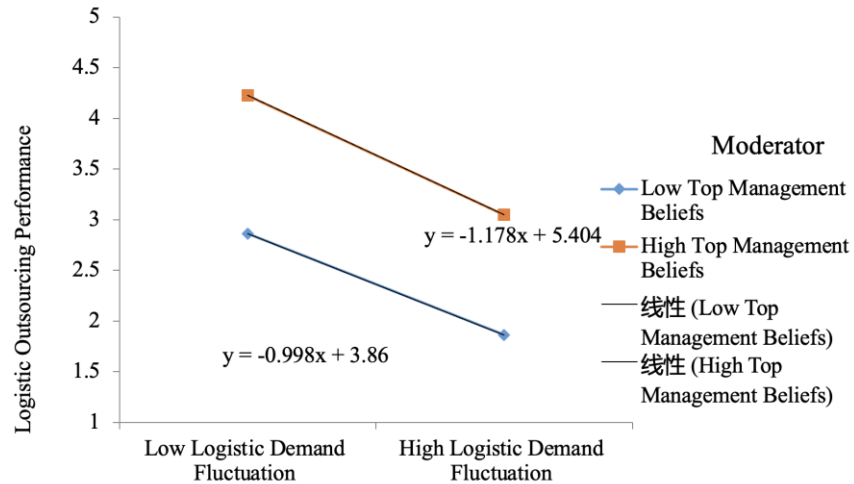 Logistic Outsourcing Performance
5
4.5
4
3.5
3
2.5
2
1.5
1
y = -1.178x + 5.404
y = -0.998x + 3.86
Low Logistic Demand
Fluctuation
High Logistic Demand
Fluctuation
Moderator
Low Top Management
Beliefs
High Top Management
Beliefs
线性 (Low Top
Management Beliefs)
线性 (High Top
Management Beliefs)